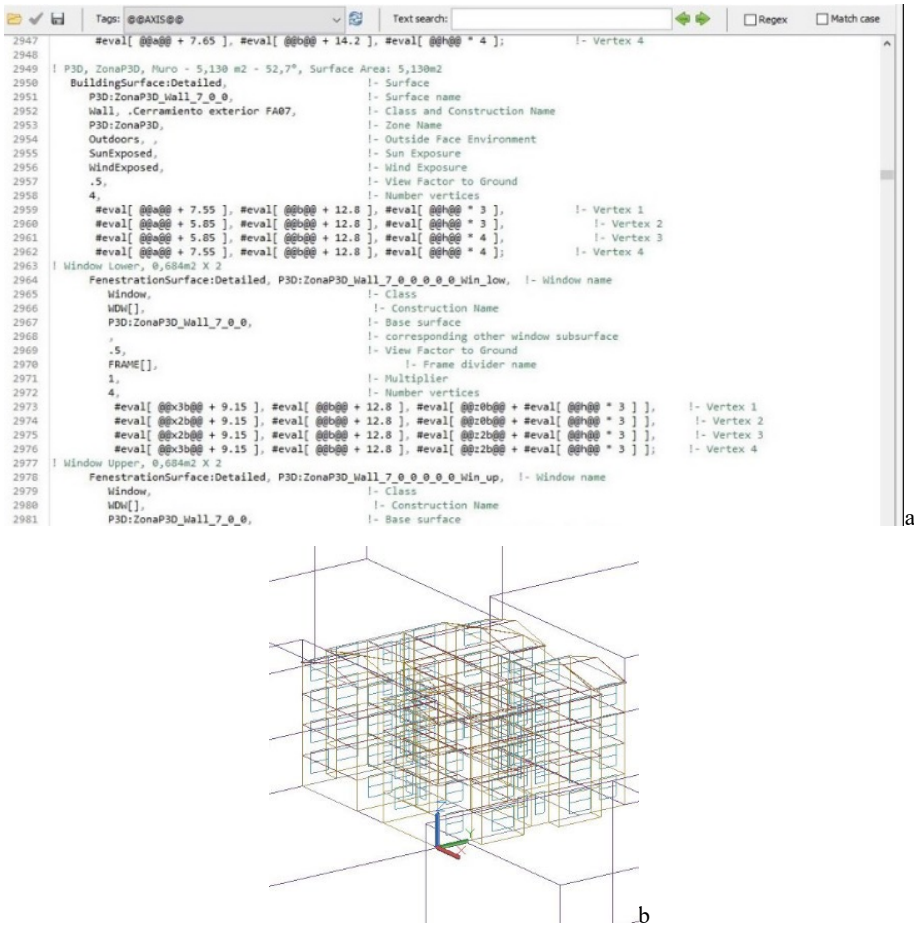 Tags: @@AXIS@@ Text search: Regex Match case
2947 #eval[ @@a@@ + 7.65 ], #eval[ @@b@@ + 14.2 ], #eval[ @@h@@ * 4 ]; !- Vertex 4
2948
2949 ! P3D, ZonaP3D, Muro - 5,130 m2 - 52,7°, Surface Area: 5,130m2
2950 BuildingSurface:Detailed, !- Surface
2951 P3D:ZonaP3D_Wall_7_0_0, !- Surface name
2952 Wall, .Cerramiento exterior FA07, !- Class and Construction Name
2953 P3D:ZonaP3D, !- Zone Name
2954 Outdoors, , !- Outside Face Environment
2955 SunExposed, !- Sun Exposure
2956 WindExposed, !- Wind Exposure
2957 .5, !- View Factor to Ground
2958 4, !- Number vertices
2959 #eval[ @@a@@ + 7.55 ], #eval[ @@b@@ + 12.8 ], #eval[ @@h@@ * 3 ], !- Vertex 1
2960 #eval[ @@a@@ + 5.85 ], #eval[ @@b@@ + 12.8 ], #eval[ @@h@@ * 3 ], !- Vertex 2
2961 #eval[ @@a@@ + 5.85 ], #eval[ @@b@@ + 12.8 ], #eval[ @@h@@ * 4 ], !- Vertex 3
2962 #eval[ @@a@@ + 7.55 ], #eval[ @@b@@ + 12.8 ], #eval[ @@h@@ * 4 ]; !- Vertex 4
2963 ! Window Lower, 0,684m2 X 2
2964 FenestrationSurface:Detailed, P3D:ZonaP3D_Wall_7_0_0_0_0_0_Win_low, !- Window name
2965 Window, !- Class
2966 WDW[], !- Construction Name
2967 P3D:ZonaP3D_Wall_7_0_0, !- Base surface
2968 , !- corresponding other window subsurface
2969 .5, !- View Factor to Ground
2970 FRAME[], !- Frame divider name
2971 1, !- Multiplier
2972 4, !- Number vertices
2973 #eval[ @@x3b@@ + 9.15 ], #eval[ @@b@@ + 12.8 ], #eval[ @@z0b@@ + #eval[ @@h@@ * 3 ] ], !- Vertex 1
2974 #eval[ @@x2b@@ + 9.15 ], #eval[ @@b@@ + 12.8 ], #eval[ @@z0b@@ + #eval[ @@h@@ * 3 ] ], !- Vertex 2
2975 #eval[ @@x2b@@ + 9.15 ], #eval[ @@b@@ + 12.8 ], #eval[ @@z2b@@ + #eval[ @@h@@ * 3 ] ], !- Vertex 3
2976 #eval[ @@x3b@@ + 9.15 ], #eval[ @@b@@ + 12.8 ], #eval[ @@z2b@@ + #eval[ @@h@@ * 3 ] ]; !- Vertex 4
2977 ! Window Upper, 0,684m2 X 2
2978 FenestrationSurface:Detailed, P3D:ZonaP3D_Wall_7_0_0_0_0_0_Win_up, !- Window name
2979 Window, !- Class
2980 WDW[], !- Construction Name
2981 P3D:ZonaP3D_Wall_7_0_0, !- Base surface
a
Z
Y
X
b